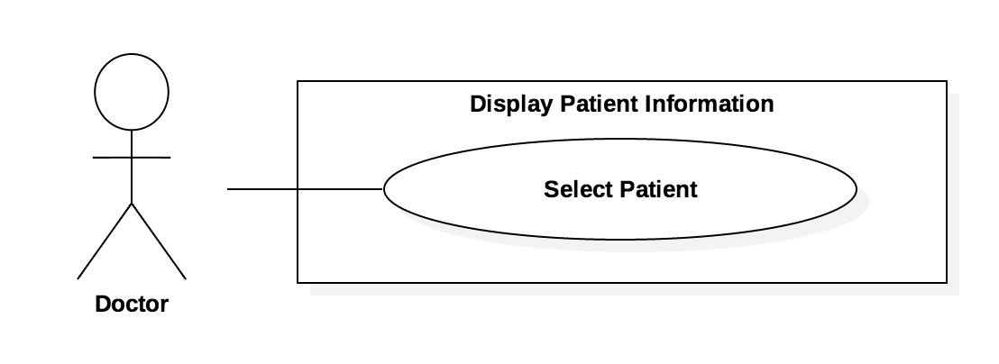 Display Patient Information
Select Patient
Doctor